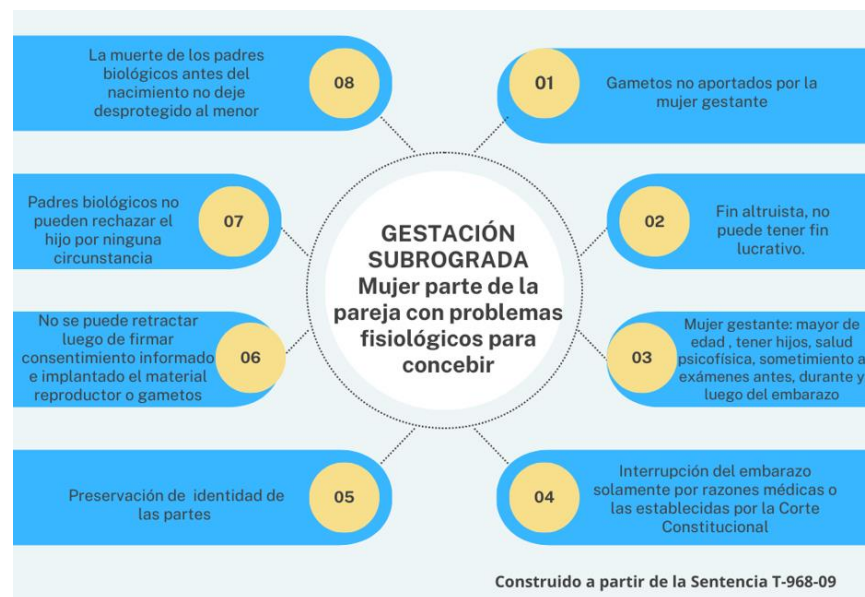 GESTACIÓN
SUBROGRADA
Mujer parte de la
pareja con problemas
fisiológicos para
concebir
01
Gametos no aportados por la
mujer gestante
02
Fin altruista, no
puede tener fin
lucrativo.
03
Mujer gestante: mayor de
edad , tener hijos, salud
psicofísica, sometimiento a
exámenes antes, durante y
luego del embarazo
04
Interrupción del embarazo
solamente por razones médicas o
las establecidas por la Corte
Constitucional
05
Preservación de identidad de
las partes
06
No se puede retractar
luego de firmar
consentimiento informado
e implantado el material
reproductor o gametos
07
Padres biológicos no
pueden rechazar el
hijo por ninguna
circunstancia
08
La muerte de los padres
biológicos antes del
nacimiento no deje
desprotegido al menor
Construido a partir de la Sentencia T-968-09